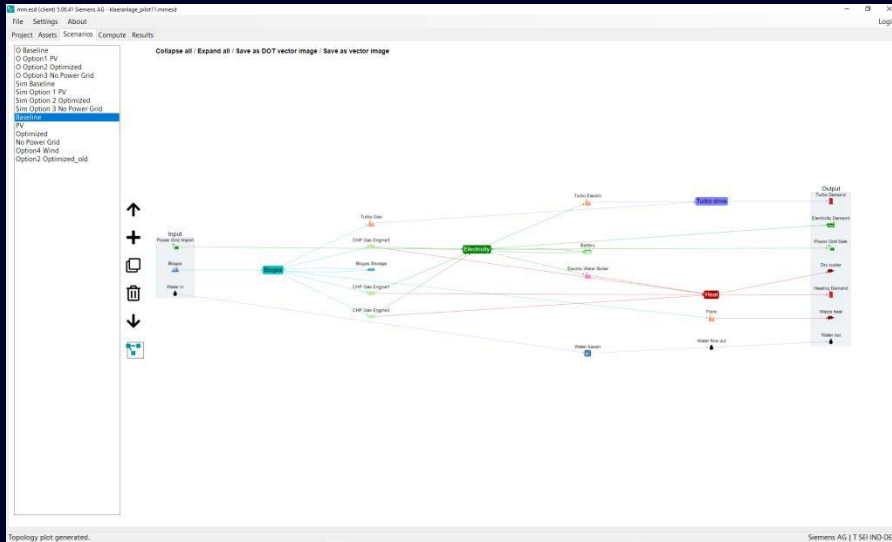 mm.esd (client) 5.06.41 Siemens AG - klaeranlage_pilot11.mmesd
File Settings About
Logi
Project Assets Scenarios Compute Results
O Baseline
O Option1 PV
O Option2 Optimized
O Option3 No Power Grid
Sim Baseline
Sim Option 1 PV
Sim Option 2 Optimized
Sim Option 3 No Power Grid
Baseline
PV
Optimized
No Power Grid
Option4 Wind
Option2 Optimized_old
Collapse all / Expand all / Save as DOT vector image / Save as vector image
Input
Power Grid Import
Biogas
Water in
Biogas
Turbo Gas
CHP Gas Engine3
Biogas Storage
CHP Gas Engine1
CHP Gas Engine2
Electricity
Turbo Electric
Battery
Electric Water Boiler
Water bassin
Turbo drive
Heat
Flare
Water flow out
Output
Turbo Demand
Electricity Demand
Power Grid Sale
Dry cooler
Heating Demand
Waste heat
Water out
Topology plot generated.
Siemens AG | T SEI IND-DE